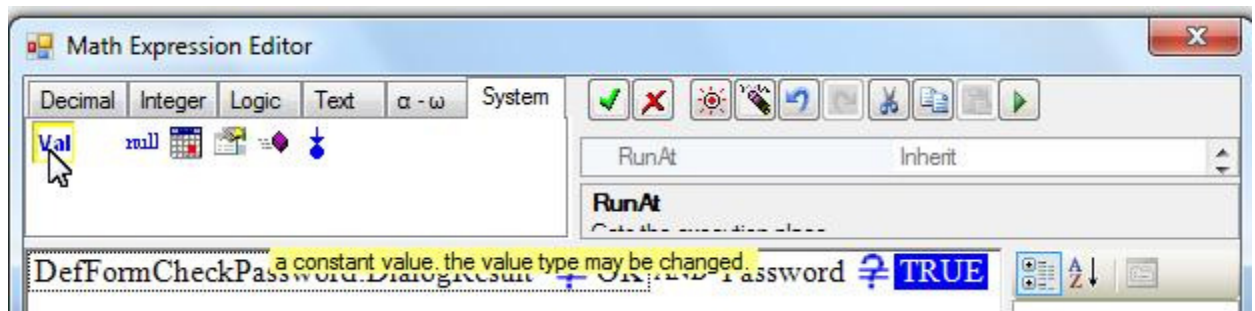 Math Expression Editor
Decimal Integer Logic Text α - ω System
Val null
RunAt Inherit
RunAt
a constant value. the value type may be changed.
DefFormCheckPassword.DialogResult = OK AND Password = TRUE